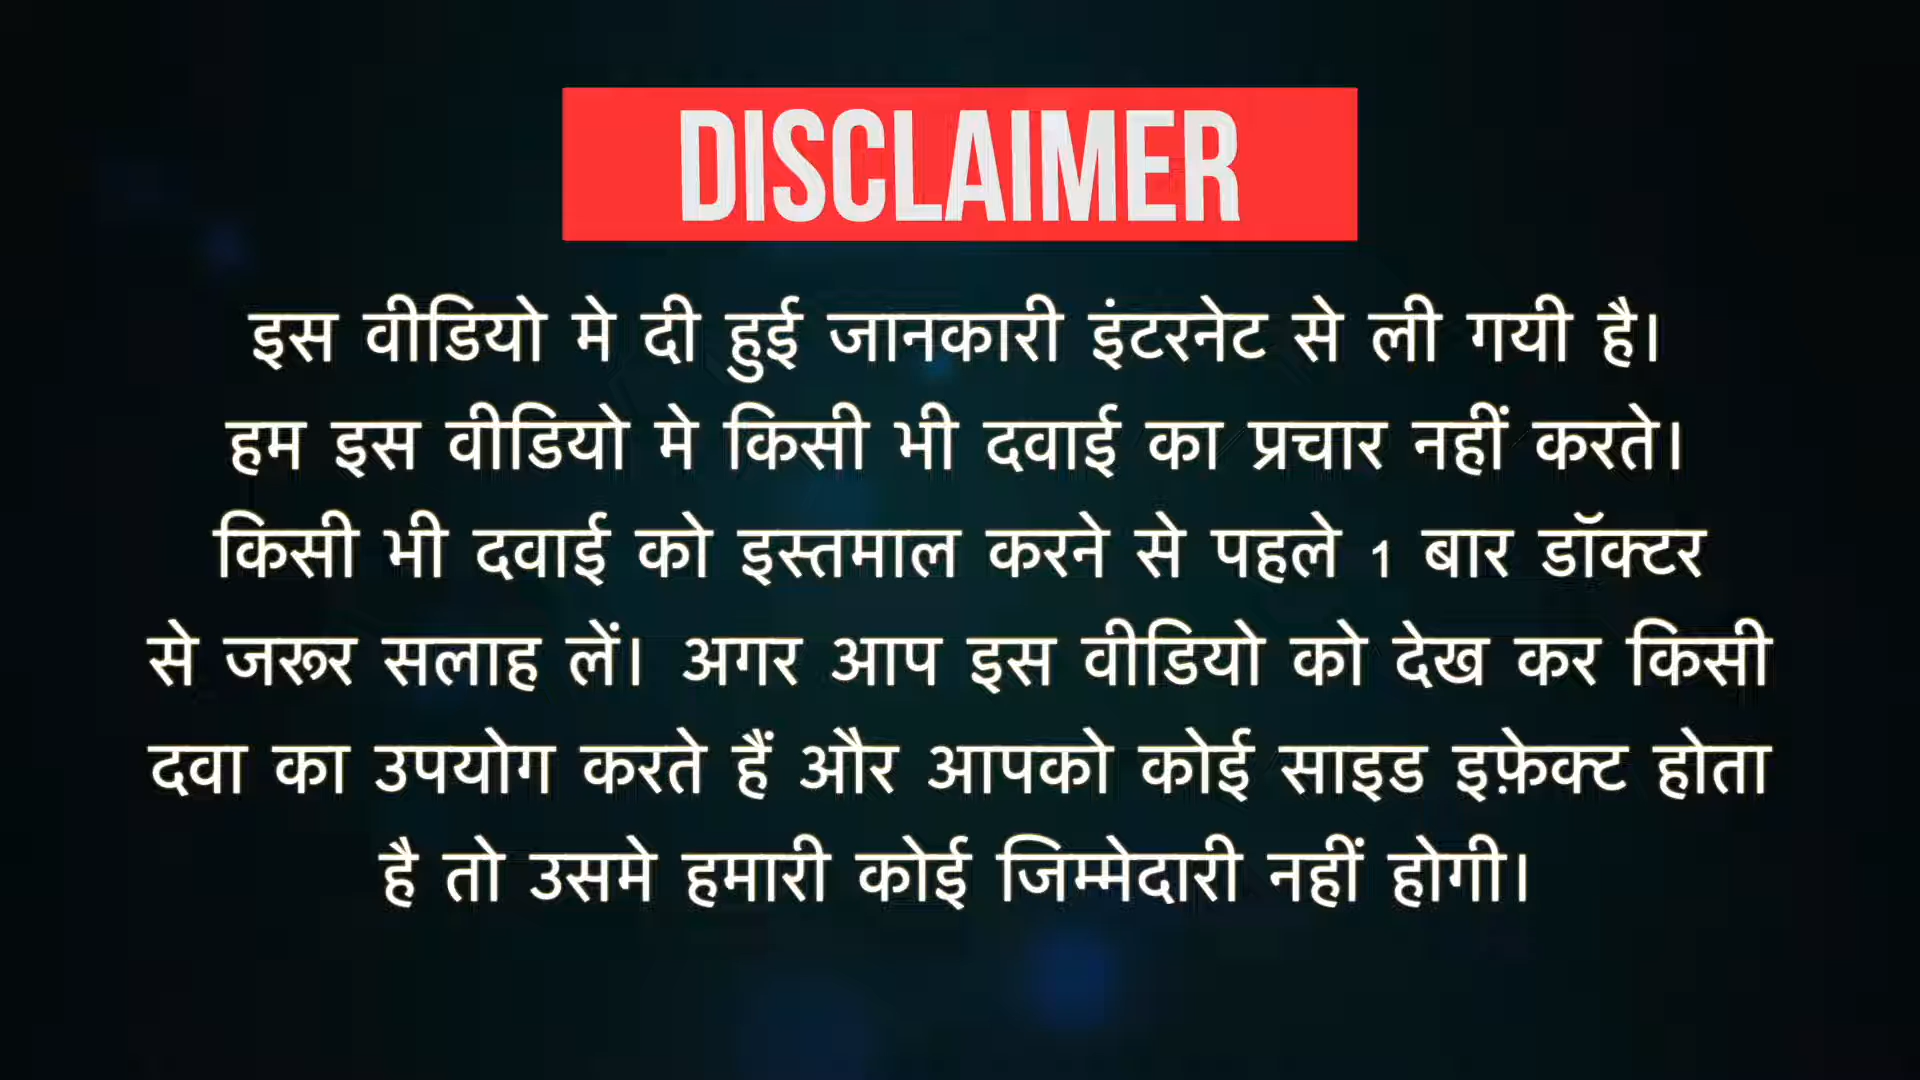 DISCLAIMER
इस वीडियो मे दी हुई जानकारी इंटरनेट से ली गयी है।
हम इस वीडियो मे किसी भी दवाई का प्रचार नहीं करते।
किसी भी दवाई को इस्तमाल करने से पहले 1 बार डॉक्टर
से जरूर सलाह लें। अगर आप इस वीडियो को देख कर किसी
दवा का उपयोग करते हैं और आपको कोई साइड इफ़ेक्ट होता
है तो उसमे हमारी कोई जिम्मेदारी नहीं होगी।